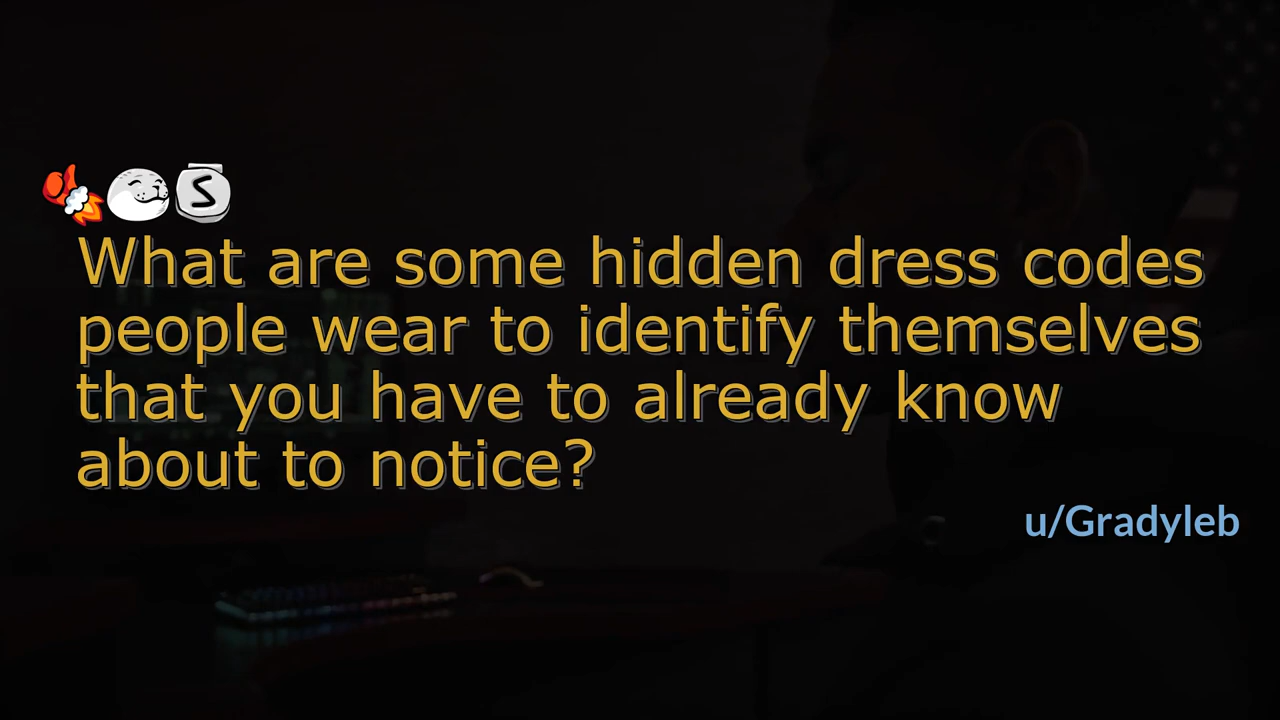 S
What are some hidden dress codes
people wear to identify themselves
that you have to already know
about to notice?
u/Gradyleb